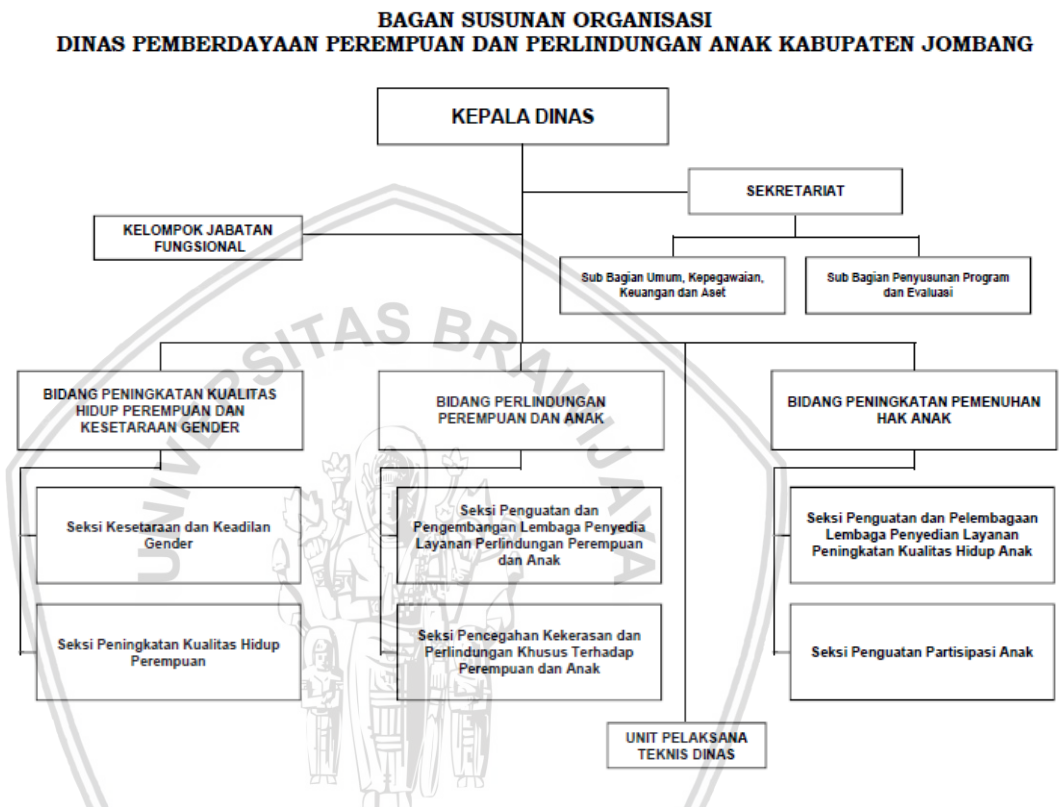 BAGAN SUSUNAN ORGANISASI
DINAS PEMBERDAYAAN PEREMPUAN DAN PERLINDUNGAN ANAK KABUPATEN JOMBANG
KEPALA DINAS
SEKRETARIAT
KELOMPOK JABATAN
FUNGSIONAL
Sub Bagian Umum, Kepegawaian,
Keuangan dan Aset
Sub Bagian Penyusunan Program
dan Evaluasi
UNIVERSITAS BRAWIJAYA
BIDANG PENINGKATAN KUALITAS
HIDUP PEREMPUAN DAN
KESETARAAN GENDER
BIDANG PERLINDUNGAN
PEREMPUAN DAN ANAK
BIDANG PENINGKATAN PEMENUHAN
HAK ANAK
Seksi Kesetaraan dan Keadilan
Gender
Seksi Penguatan dan
Pengembangan Lembaga Penyedia
Layanan Perlindungan Perempuan
dan Anak
Seksi Penguatan dan Pelembagaan
Lembaga Penyedian Layanan
Peningkatan Kualitas Hidup Anak
Seksi Peningkatan Kualitas Hidup
Perempuan
Seksi Pencegahan Kekerasan dan
Perlindungan Khusus Terhadap
Perempuan dan Anak
Seksi Penguatan Partisipasi Anak
UNIT PELAKSANA
TEKNIS DINAS